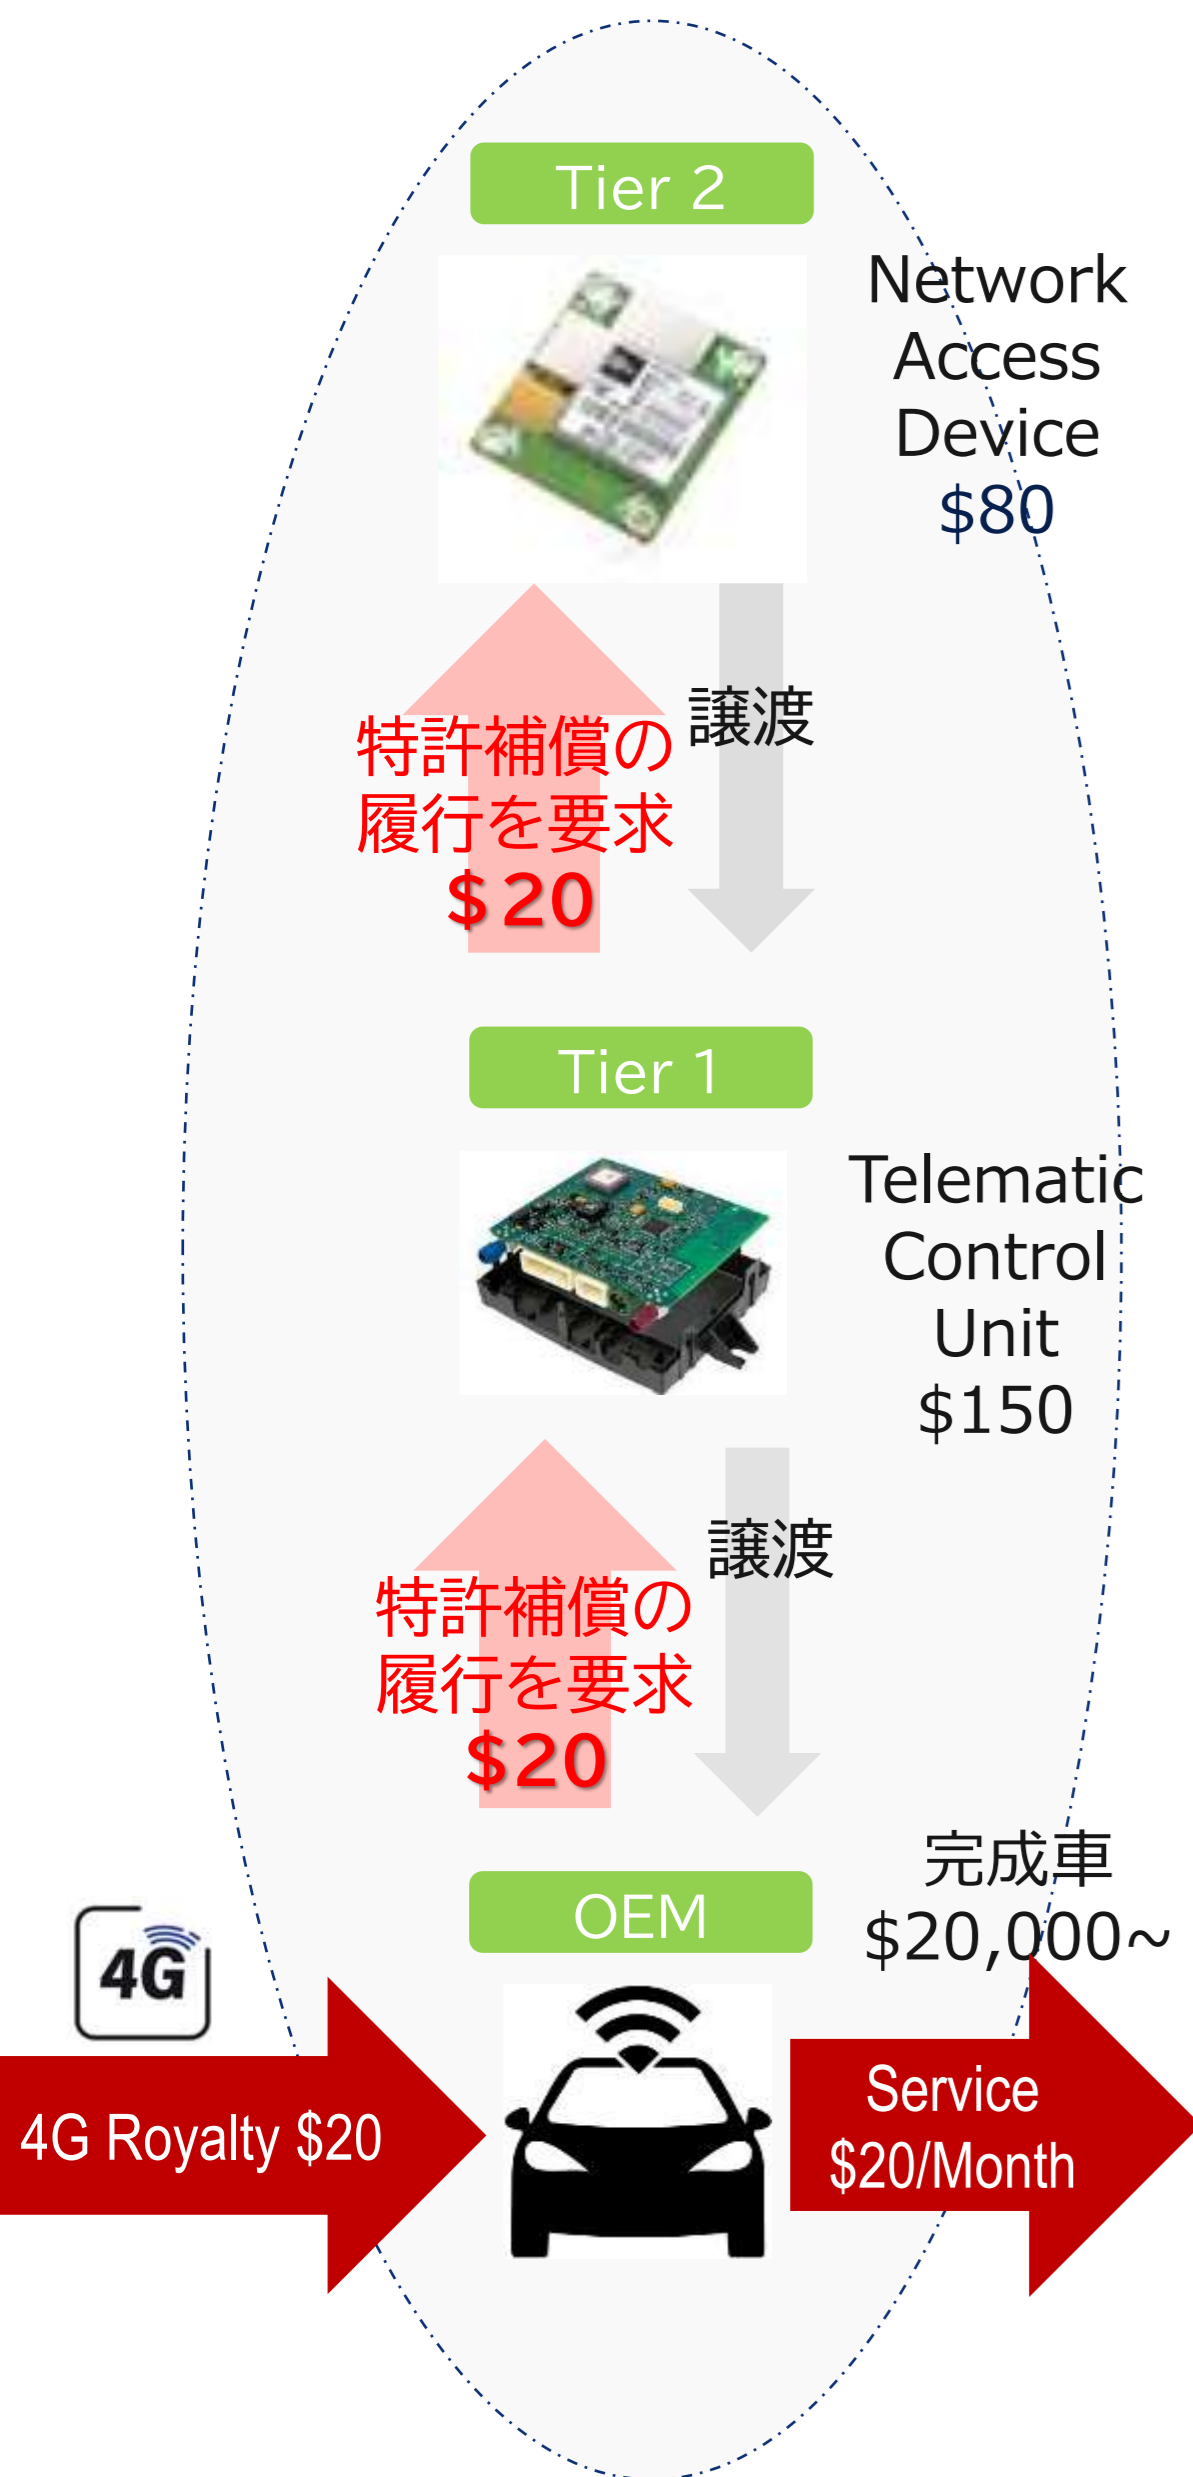 Tier 2
Network
Access
Device
$80
特許補償の
履行を要求
$20
譲渡
Tier 1
Telematic
Control
Unit
$150
特許補償の
履行を要求
$20
譲渡
完成車
$20,000~
OEM
4G
4G Royalty $20
Service
$20/Month